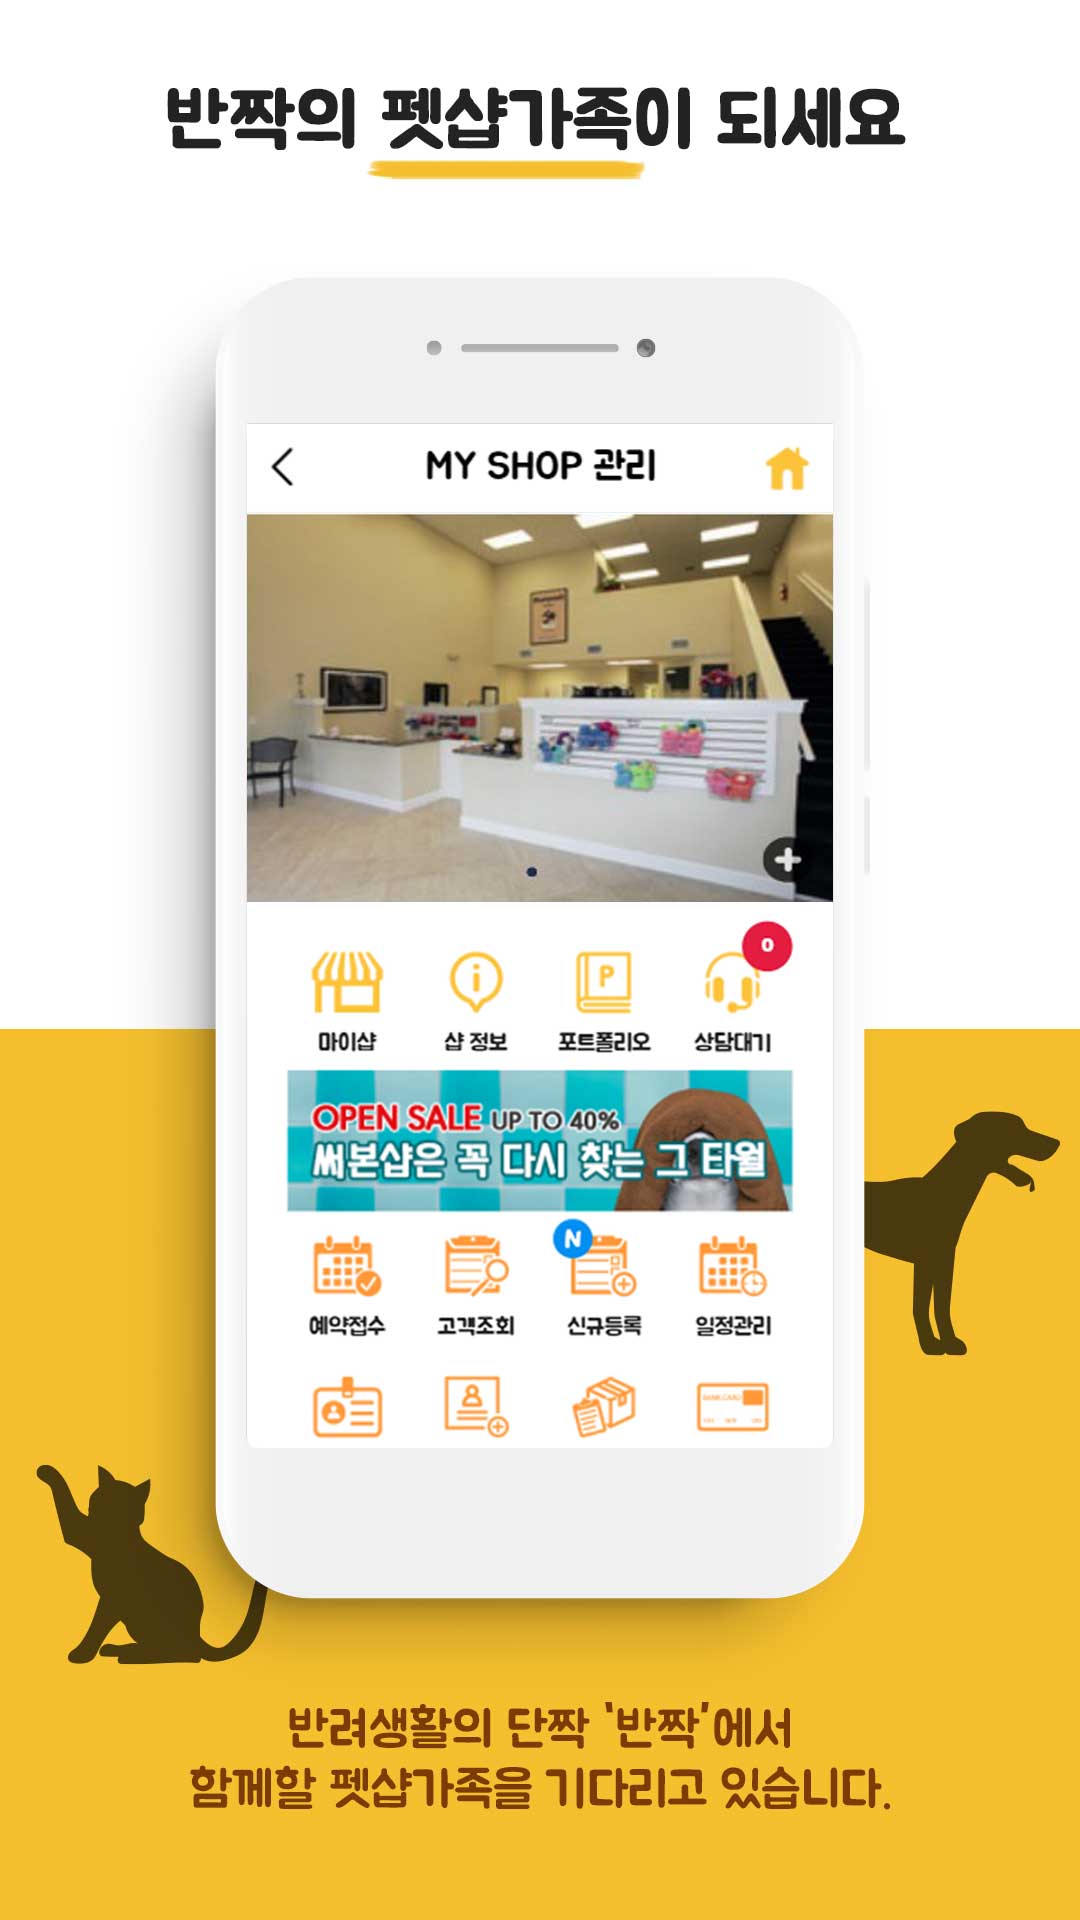 반짝의 펫샵가족이 되세요
MY SHOP 관리
0
P
마이샵 샵 정보 포트폴리오 상담대기
OPEN SALE UP TO 40%
써본샵은 꼭 다시 찾는 그 타월
N
예약접수 고객조회 신규등록 일정관리
BANK CARD
반려생활의 단짝 '반짝'에서
함께할 펫샵가족을 기다리고 있습니다.